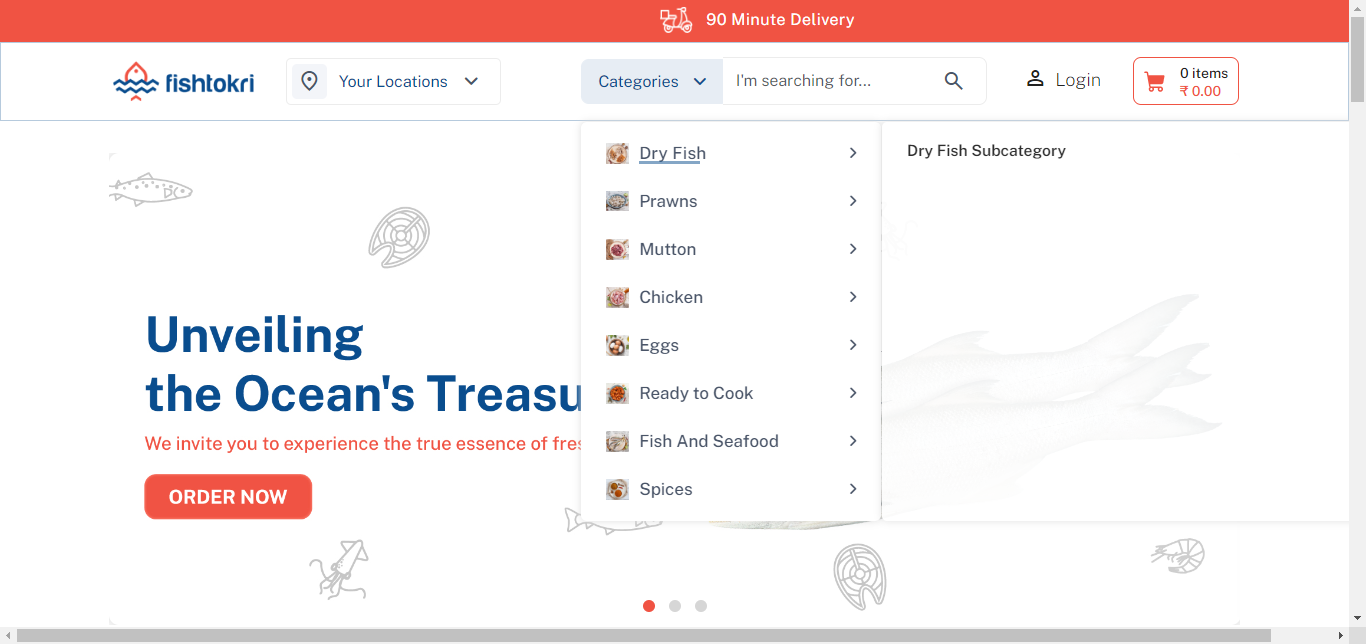 90 Minute Delivery
fishtokri
Your Locations
Categories
I'm searching for...
Login
0 items
₹ 0.00
Dry Fish
Prawns
Mutton
Chicken
Eggs
Ready to Cook
Fish And Seafood
Spices
Dry Fish Subcategory
Unveiling
the Ocean's Treasu
We invite you to experience the true essence of fres
ORDER NOW